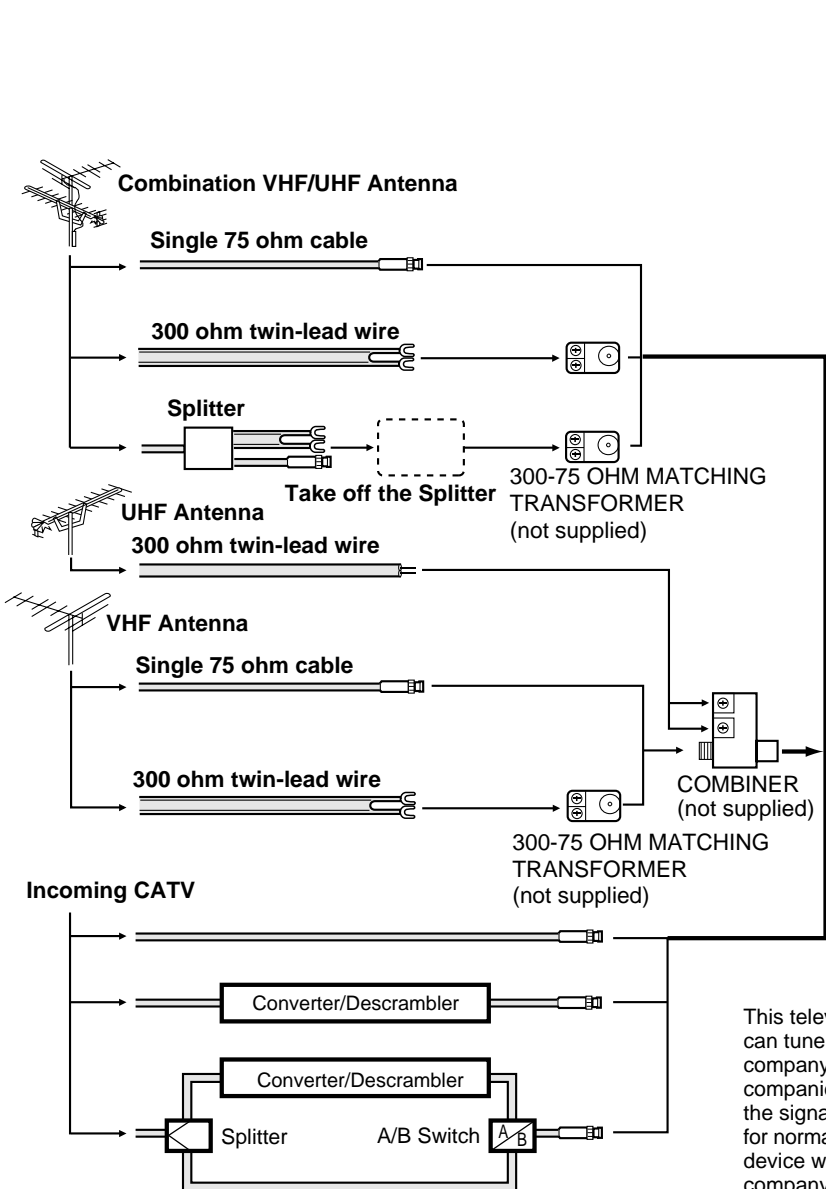 Combination VHF/UHF Antenna
Single 75 ohm cable
300 ohm twin-lead wire
Splitter
Take off the Splitter
300-75 OHM MATCHING
TRANSFORMER
(not supplied)
UHF Antenna
300 ohm twin-lead wire
VHF Antenna
Single 75 ohm cable
300 ohm twin-lead wire
COMBINER
(not supplied)
300-75 OHM MATCHING
TRANSFORMER
(not supplied)
Incoming CATV
Converter/Descrambler
Converter/Descrambler
Splitter
A/B Switch
A
B
This
can tune
company
the signa
for norma
device w
company